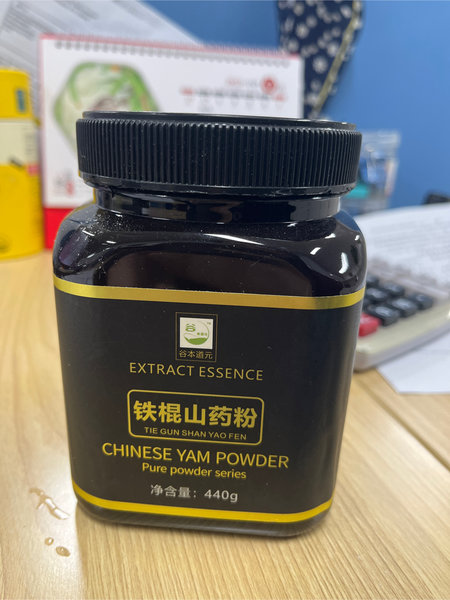 谷本道元
EXTRACT ESSENCE
铁棍山药粉
TIE GUN SHAN YAO FEN
CHINESE YAM POWDER
Pure powder series
净含量：440g